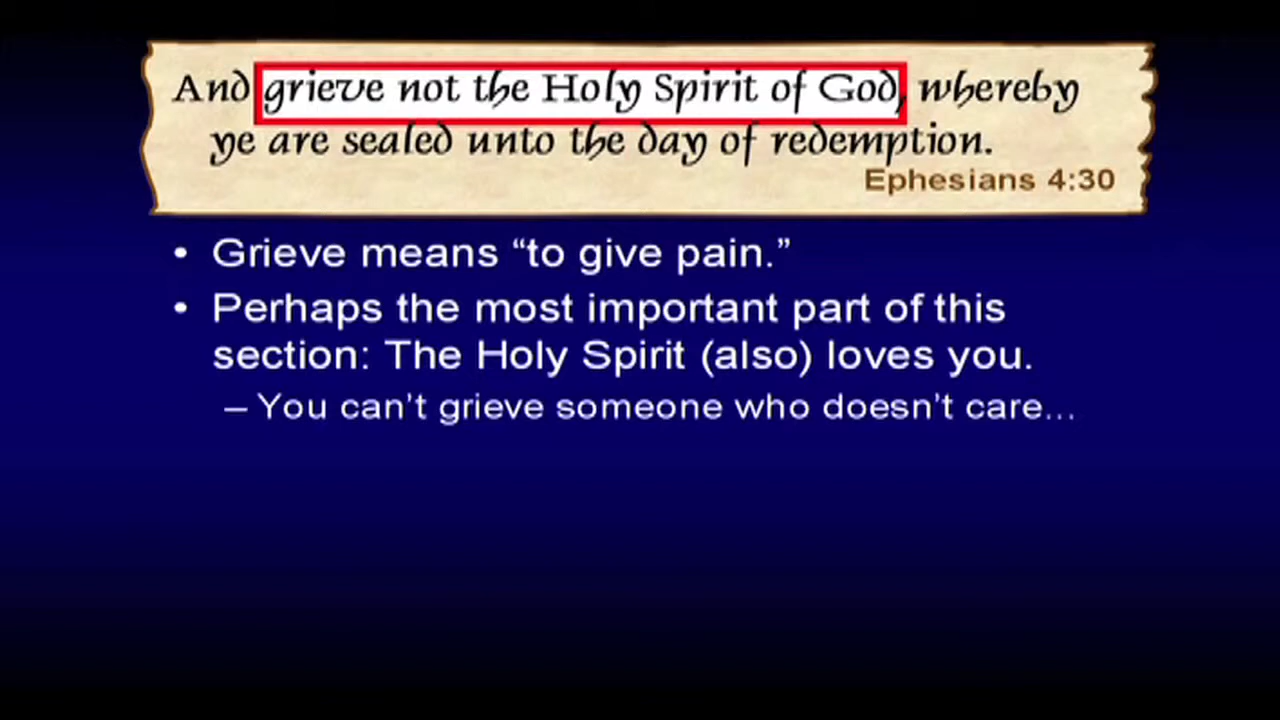 And grieve not the Holy Spirit of God, whereby
ye are sealed unto the day of redemption.
Ephesians 4:30
• Grieve means “to give pain.”
• Perhaps the most important part of this
section: The Holy Spirit (also) loves you.
– You can’t grieve someone who doesn’t care...